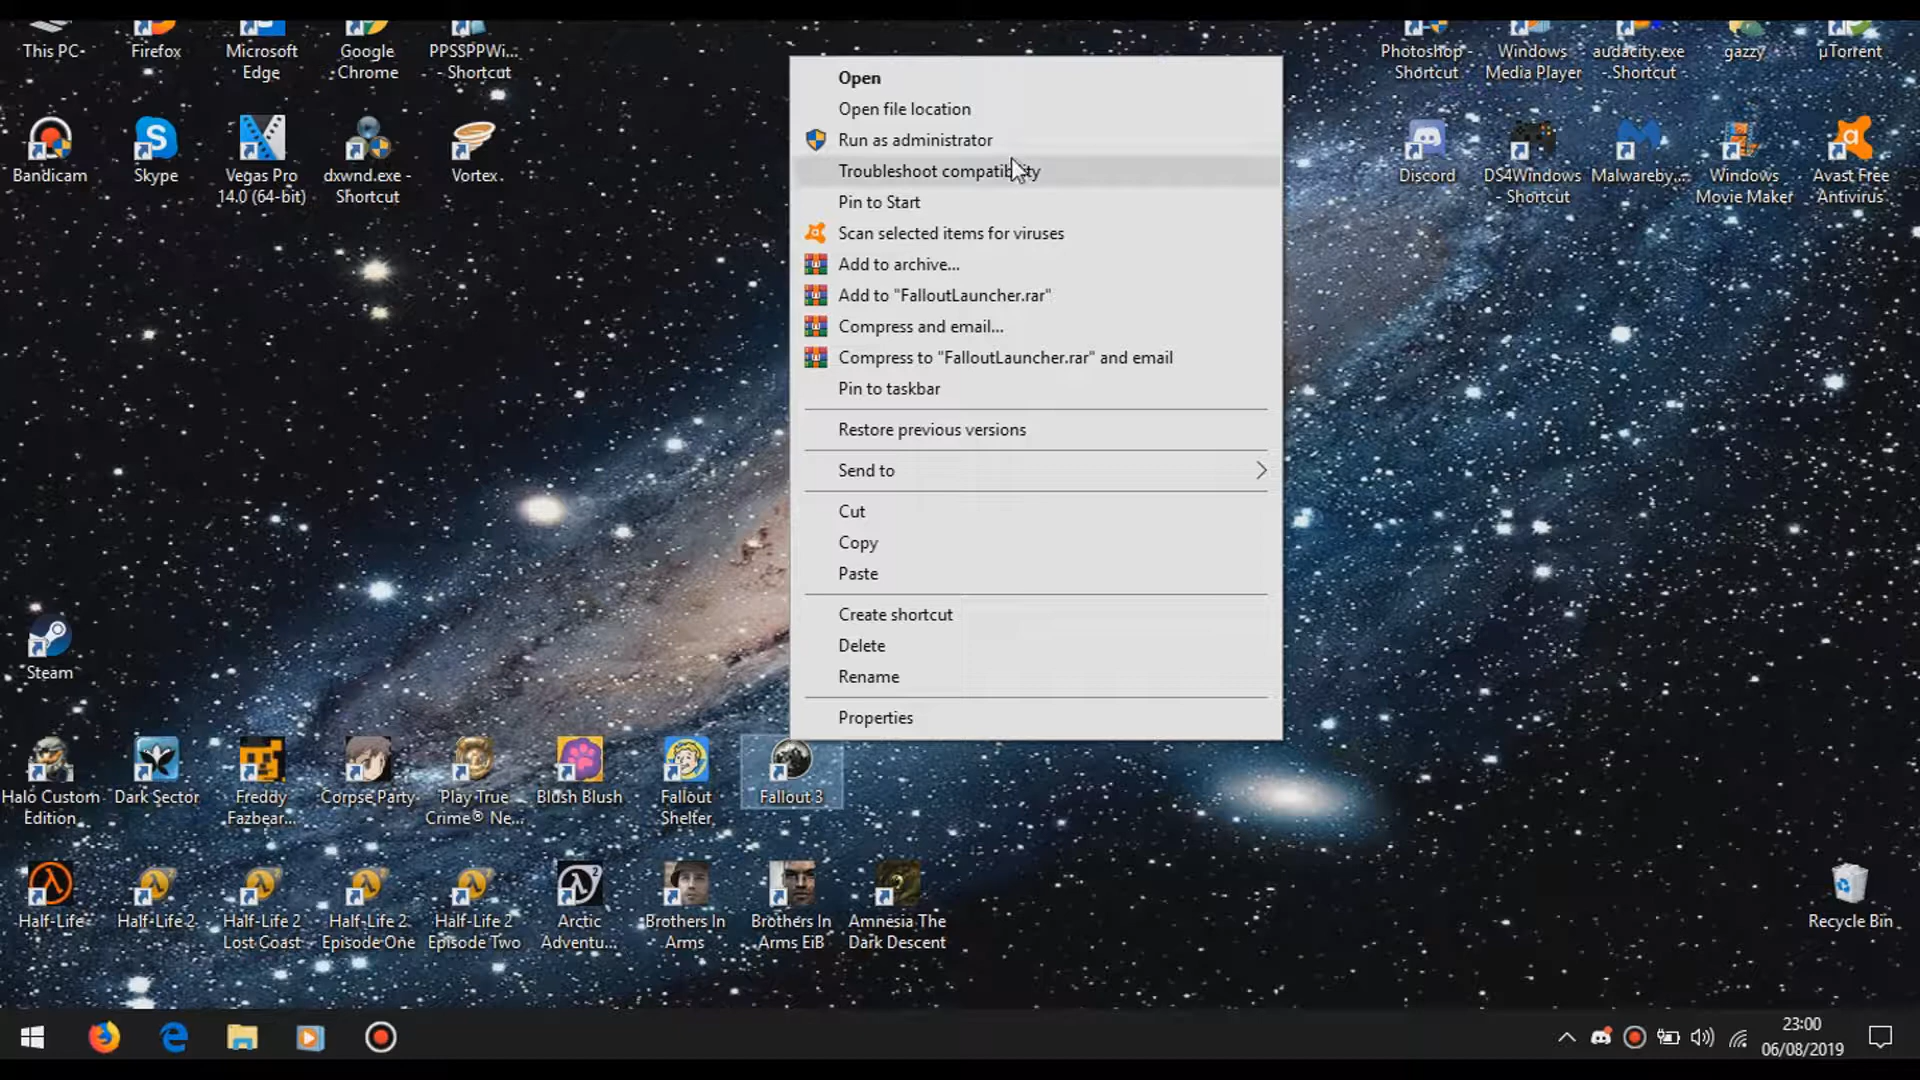 This PC
Firefox
Microsoft
Edge
Google
Chrome
PPSSPPWi...
- Shortcut
Photoshop -
Shortcut
Windows
Media Player
audacity.exe
- Shortcut
gazzy
µTorrent
Bandicam
Skype
Vegas Pro
14.0 (64-bit)
dxwnd.exe -
Shortcut
Vortex
Discord
DS4Windows
- Shortcut
Malwareby...
Windows
Movie Maker
Avast Free
Antivirus
Open
Open file location
Run as administrator
Troubleshoot compatibility
Pin to Start
Scan selected items for viruses
Add to archive...
Add to "FalloutLauncher.rar"
Compress and email...
Compress to "FalloutLauncher.rar" and email
Pin to taskbar
Restore previous versions
Send to
Cut
Copy
Paste
Create shortcut
Delete
Rename
Properties
Steam
Halo Custom
Edition
Dark Sector
Freddy
Fazbear...
Corpse Party
Play True
Crime® Ne...
Blush Blush
Fallout
Shelter
Fallout 3
Half-Life
Half-Life 2
Half-Life 2
Lost Coast
Half-Life 2
Episode One
Half-Life 2
Episode Two
Arctic
Adventu...
Brothers In
Arms
Brothers In
Arms EiB
Amnesia The
Dark Descent
Recycle Bin
23:00
06/08/2019